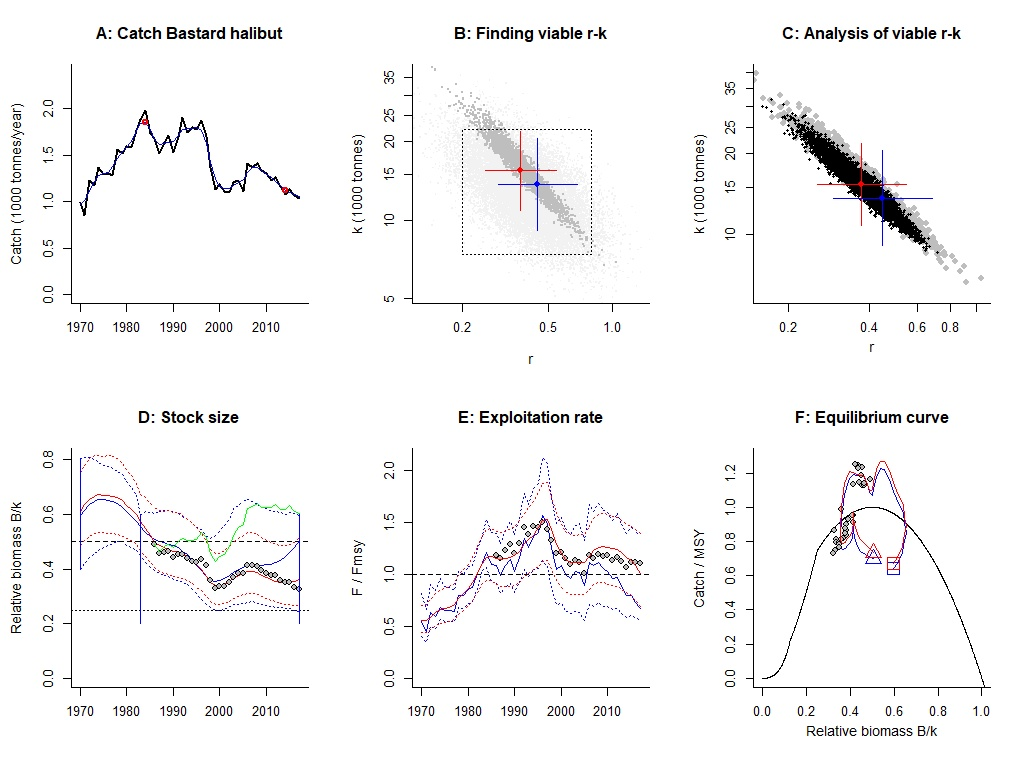 A: Catch Bastard halibut
Catch (1000 tonnes/year)
0.0 0.5 1.0 1.5 2.0
1970 1980 1990 2000 2010
B: Finding viable r-k
k (1000 tonnes)
5 10 15 20 25 35
0.2 0.5 1.0
r
C: Analysis of viable r-k
k (1000 tonnes)
10 15 20 25 35
0.2 0.4 0.6 0.8
r
D: Stock size
Relative biomass B/k
0.0 0.2 0.4 0.6 0.8
1970 1980 1990 2000 2010
E: Exploitation rate
F / Fmsy
0.0 0.5 1.0 1.5 2.0
1970 1980 1990 2000 2010
F: Equilibrium curve
Catch / MSY
0.0 0.2 0.4 0.6 0.8 1.0 1.2
0.0 0.2 0.4 0.6 0.8 1.0
Relative biomass B/k